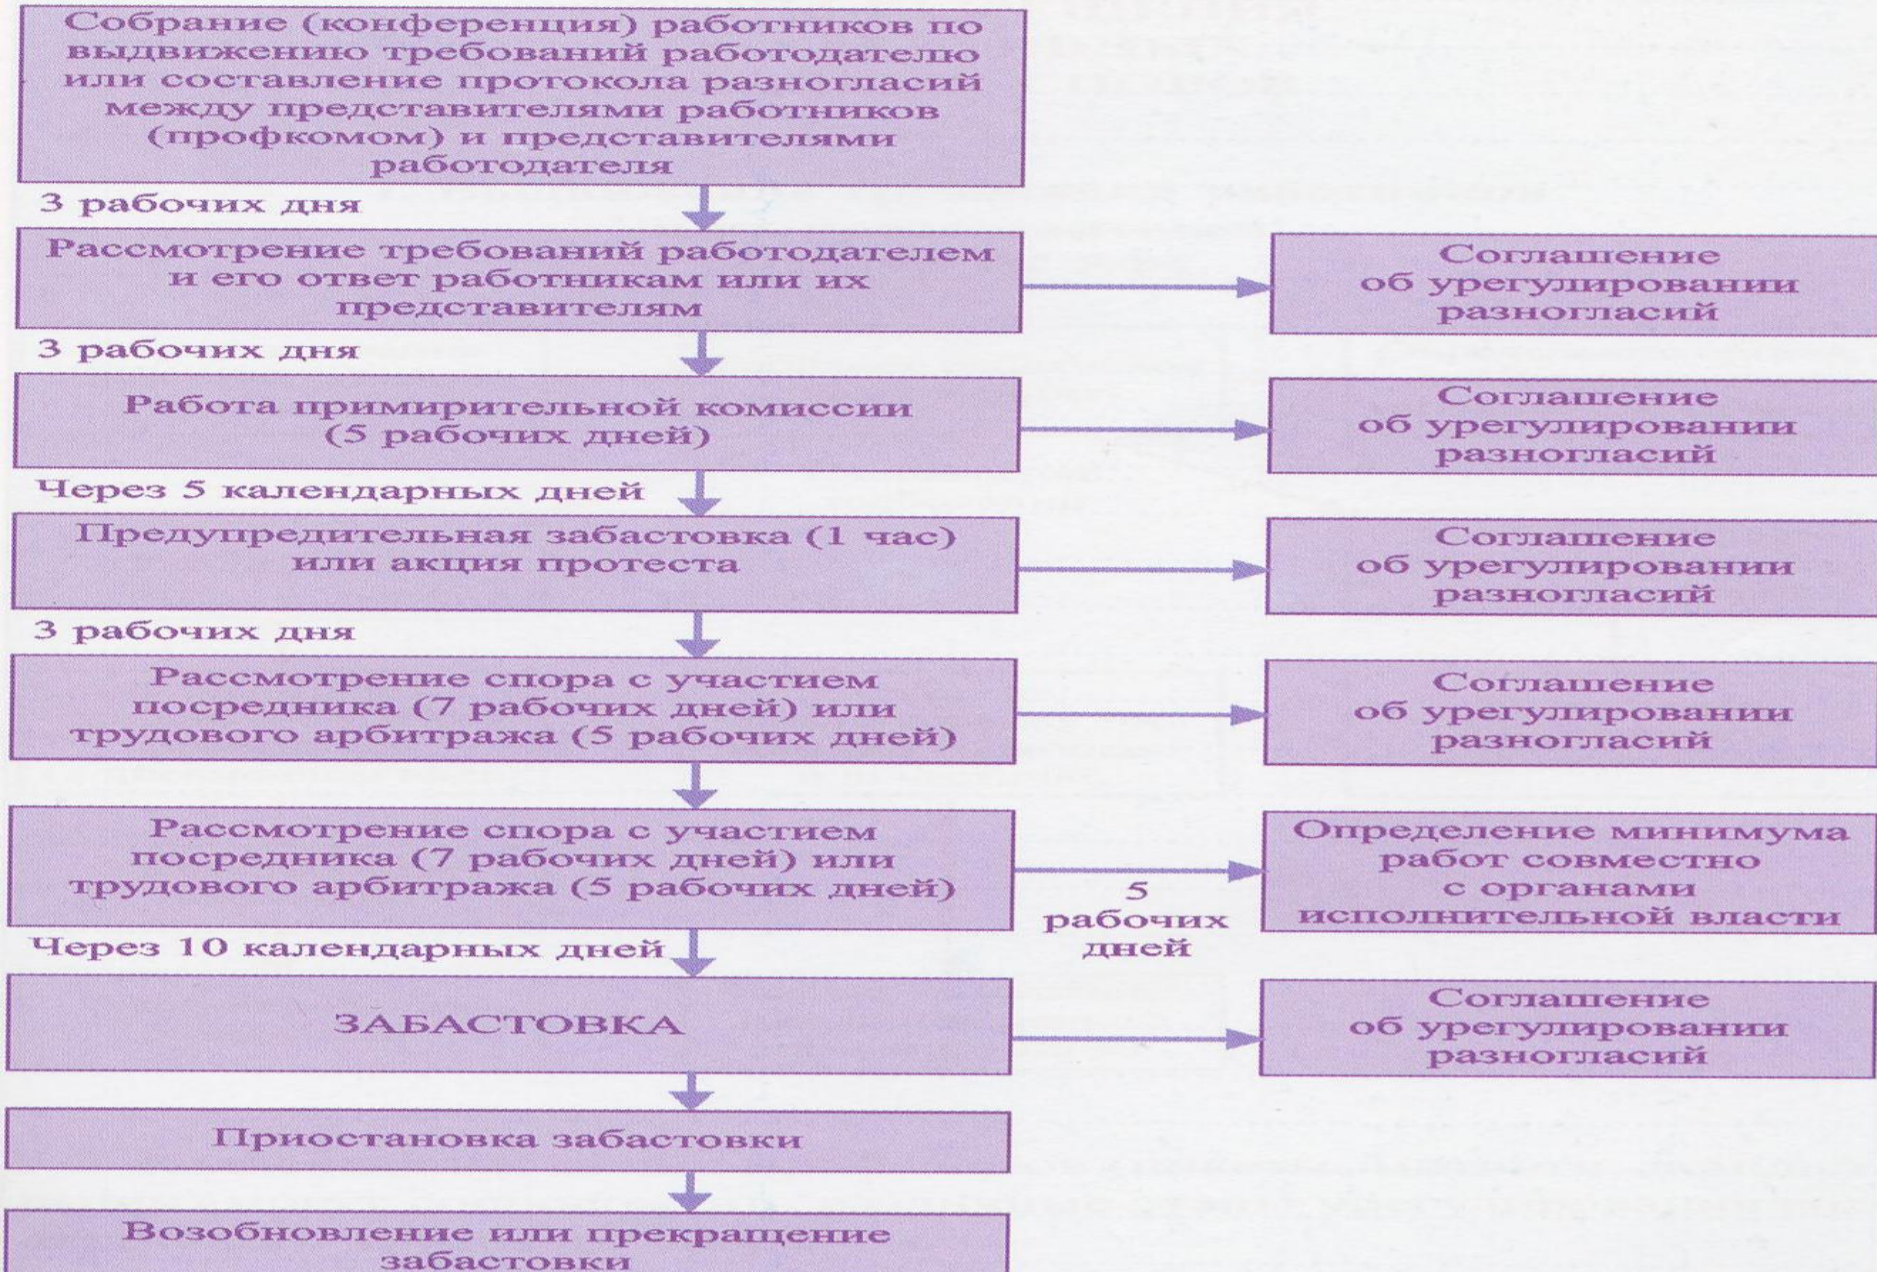 Собрание (конференция) работников по
выдвижению требований работодателю
или составление протокола разногласий
между представителями работников
(профкомом) и представителями
работодателя
3 рабочих дня
Рассмотрение требований работодателем
и его ответ работникам или их
представителям
Соглашение
об урегулировании
разногласий
3 рабочих дня
Работа примирительной комиссии
(5 рабочих дней)
Соглашение
об урегулировании
разногласий
Через 5 календарных дней
Предупредительная забастовка (1 час)
или акция протеста
Соглашение
об урегулировании
разногласий
3 рабочих дня
Рассмотрение спора с участием
посредника (7 рабочих дней) или
трудового арбитража (5 рабочих дней)
Соглашение
об урегулировании
разногласий
Рассмотрение спора с участием
посредника (7 рабочих дней) или
трудового арбитража (5 рабочих дней)
5
рабочих
дней
Определение минимума
работ совместно
с органами
исполнительной власти
Через 10 календарных дней
ЗАБАСТОВКА
Соглашение
об урегулировании
разногласий
Приостановка забастовки
Возобновление или прекращение
забастовки